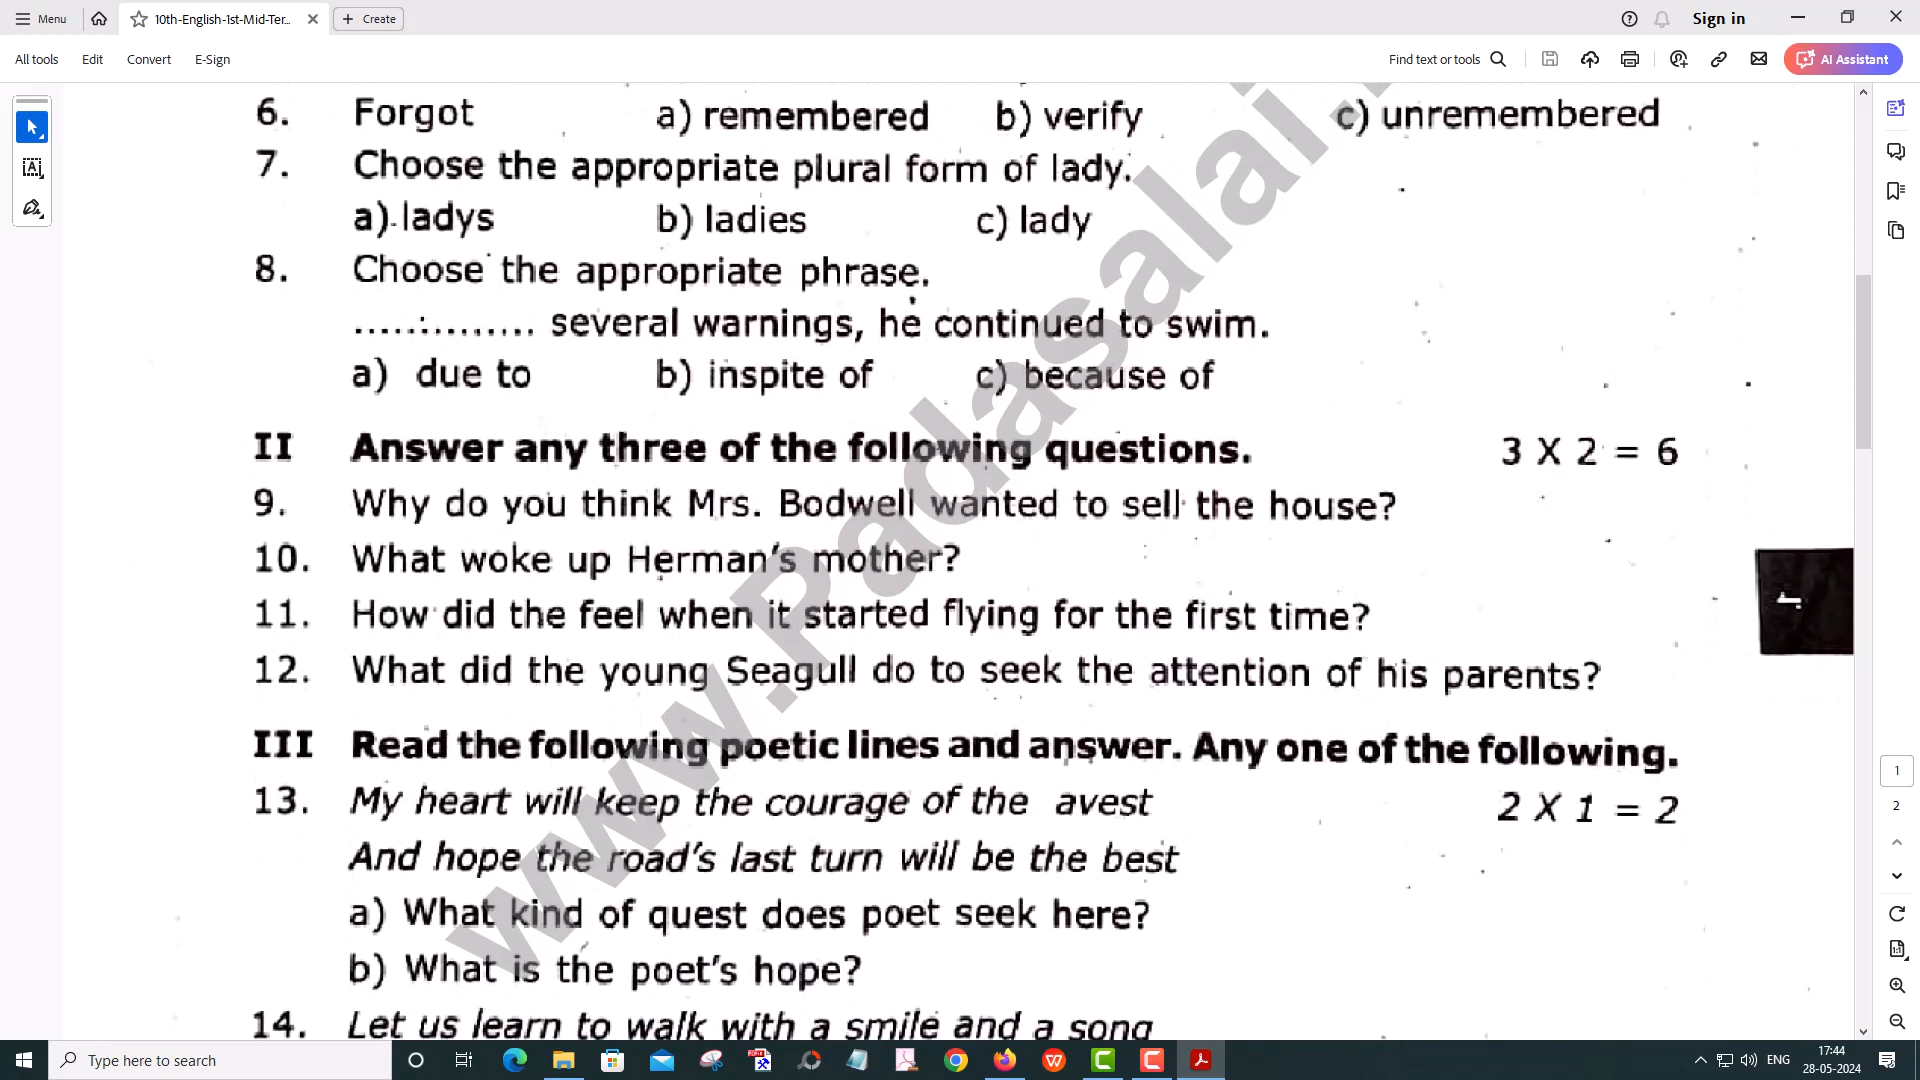 Menu
10th-English-1st-Mid-Ter...
Create
Sign in
All tools Edit Convert E-Sign
Find text or tools
AI Assistant
6. Forgot a) remembered b) verify c) unremembered
7. Choose the appropriate plural form of lady.
a) ladys b) ladies c) lady
8. Choose the appropriate phrase.
.............. several warnings, he continued to swim.
a) due to b) inspite of c) because of
II Answer any three of the following questions. 3 X 2 = 6
9. Why do you think Mrs. Bodwell wanted to sell the house?
10. What woke up Herman's mother?
11. How did the feel when it started flying for the first time?
12. What did the young Seagull do to seek the attention of his parents?
III Read the following poetic lines and answer. Any one of the following.
13. My heart will keep the courage of the avest 2 X 1 = 2
And hope the road's last turn will be the best
a) What kind of quest does poet seek here?
b) What is the poet's hope?
14. Let us learn to walk with a smile and a song
www.Padasalai.
1
2
Type here to search
ENG
17:44
28-05-2024